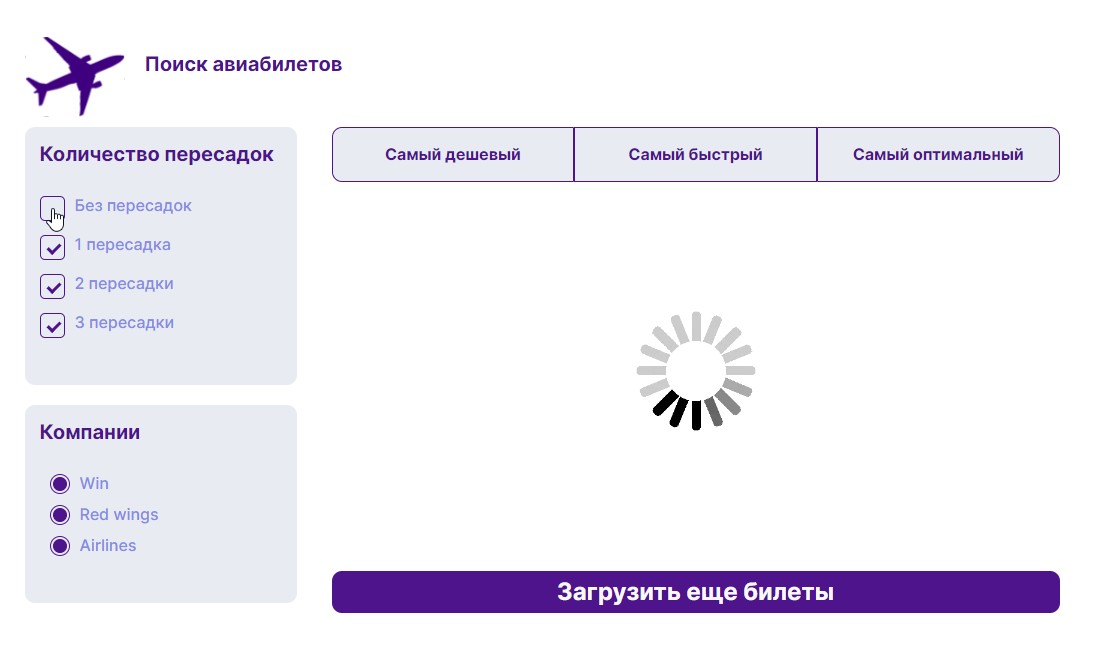 Поиск авиабилетов
Количество пересадок
Без пересадок
1 пересадка
2 пересадки
3 пересадки
Компании
Win
Red wings
Airlines
Самый дешевый
Самый быстрый
Самый оптимальный
Загрузить еще билеты